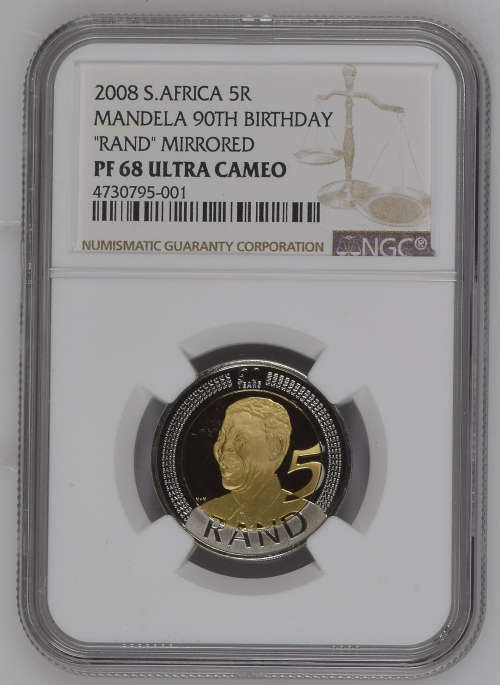 2008 S.AFRICA 5R
MANDELA 90TH BIRTHDAY
"RAND" MIRRORED
PF 68 ULTRA CAMEO
4730795-001
NUMISMATIC GUARANTY CORPORATION
NGC®
YEARS
5
RAND